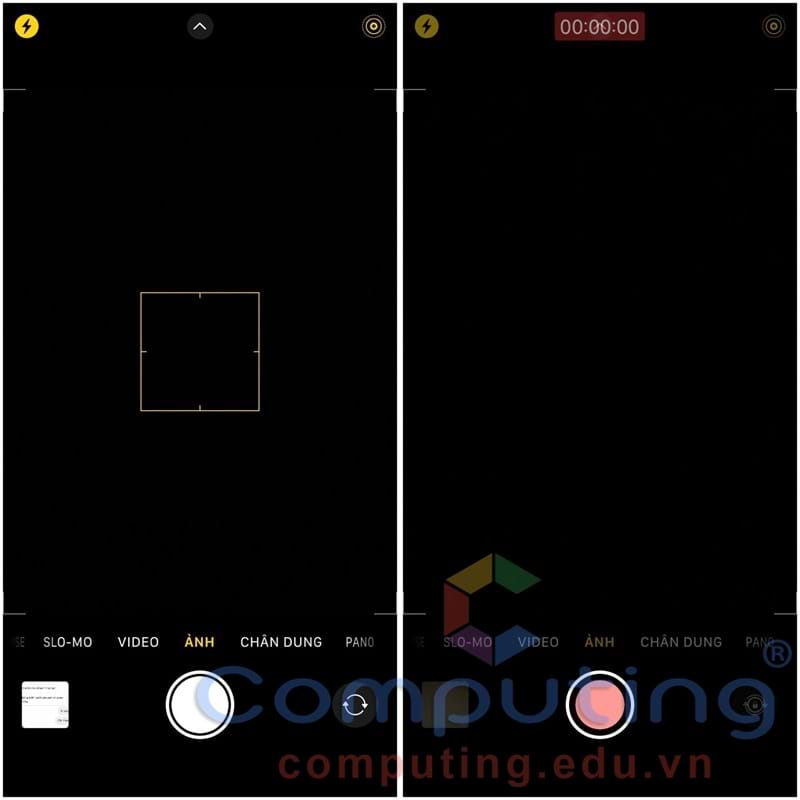 00:00:00
SE SLO-MO VIDEO ẢNH CHÂN DUNG PANO
SE SLO-MO VIDEO ẢNH CHÂN DUNG PANO
Computing®
computing.edu.vn